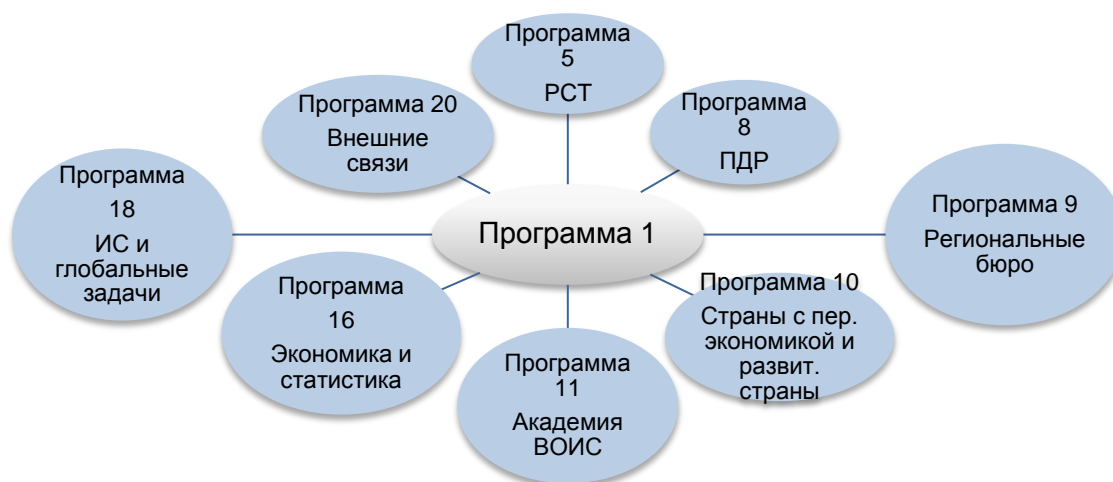 Программа
5
РСТ
Программа 20
Внешние
связи
Программа
8
ПДР
Программа
18
ИС и
глобальные
задачи
Программа 1
Программа 9
Региональные
бюро
Программа
16
Экономика и
статистика
Программа
11
Академия
ВОИС
Программа 10
Страны с пер.
экономикой и
развит.
страны